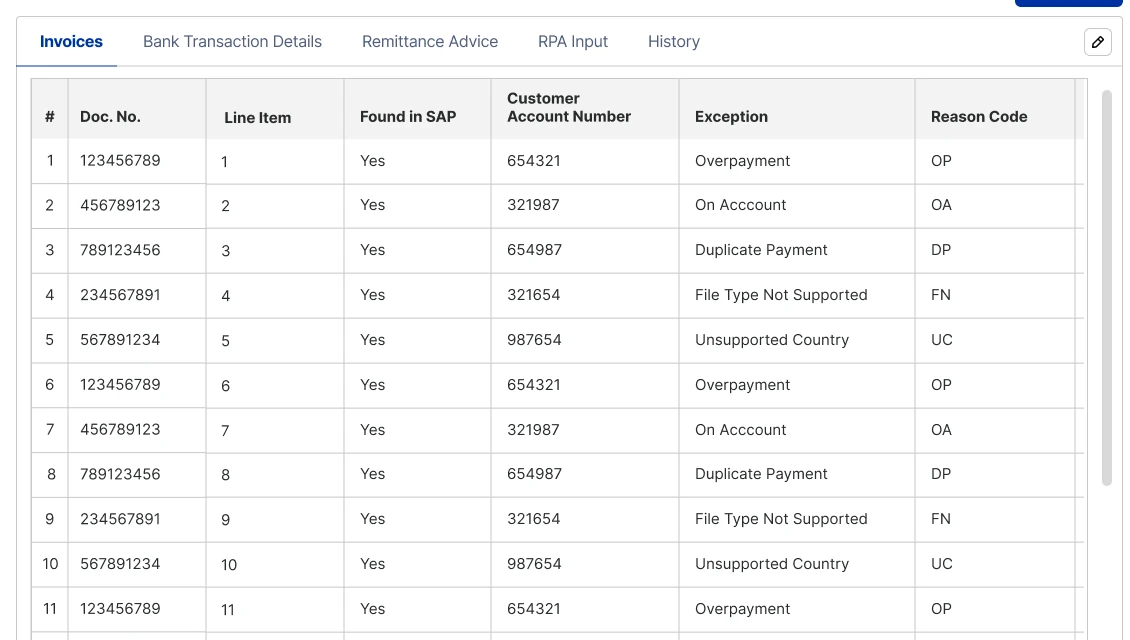 Invoices Bank Transaction Details Remittance Advice RPA Input History
# Doc. No. Line Item Found in SAP Customer Account Number Exception Reason Code
1 123456789 1 Yes 654321 Overpayment OP
2 456789123 2 Yes 321987 On Acccount OA
3 789123456 3 Yes 654987 Duplicate Payment DP
4 234567891 4 Yes 321654 File Type Not Supported FN
5 567891234 5 Yes 987654 Unsupported Country UC
6 123456789 6 Yes 654321 Overpayment OP
7 456789123 7 Yes 321987 On Acccount OA
8 789123456 8 Yes 654987 Duplicate Payment DP
9 234567891 9 Yes 321654 File Type Not Supported FN
10 567891234 10 Yes 987654 Unsupported Country UC
11 123456789 11 Yes 654321 Overpayment OP